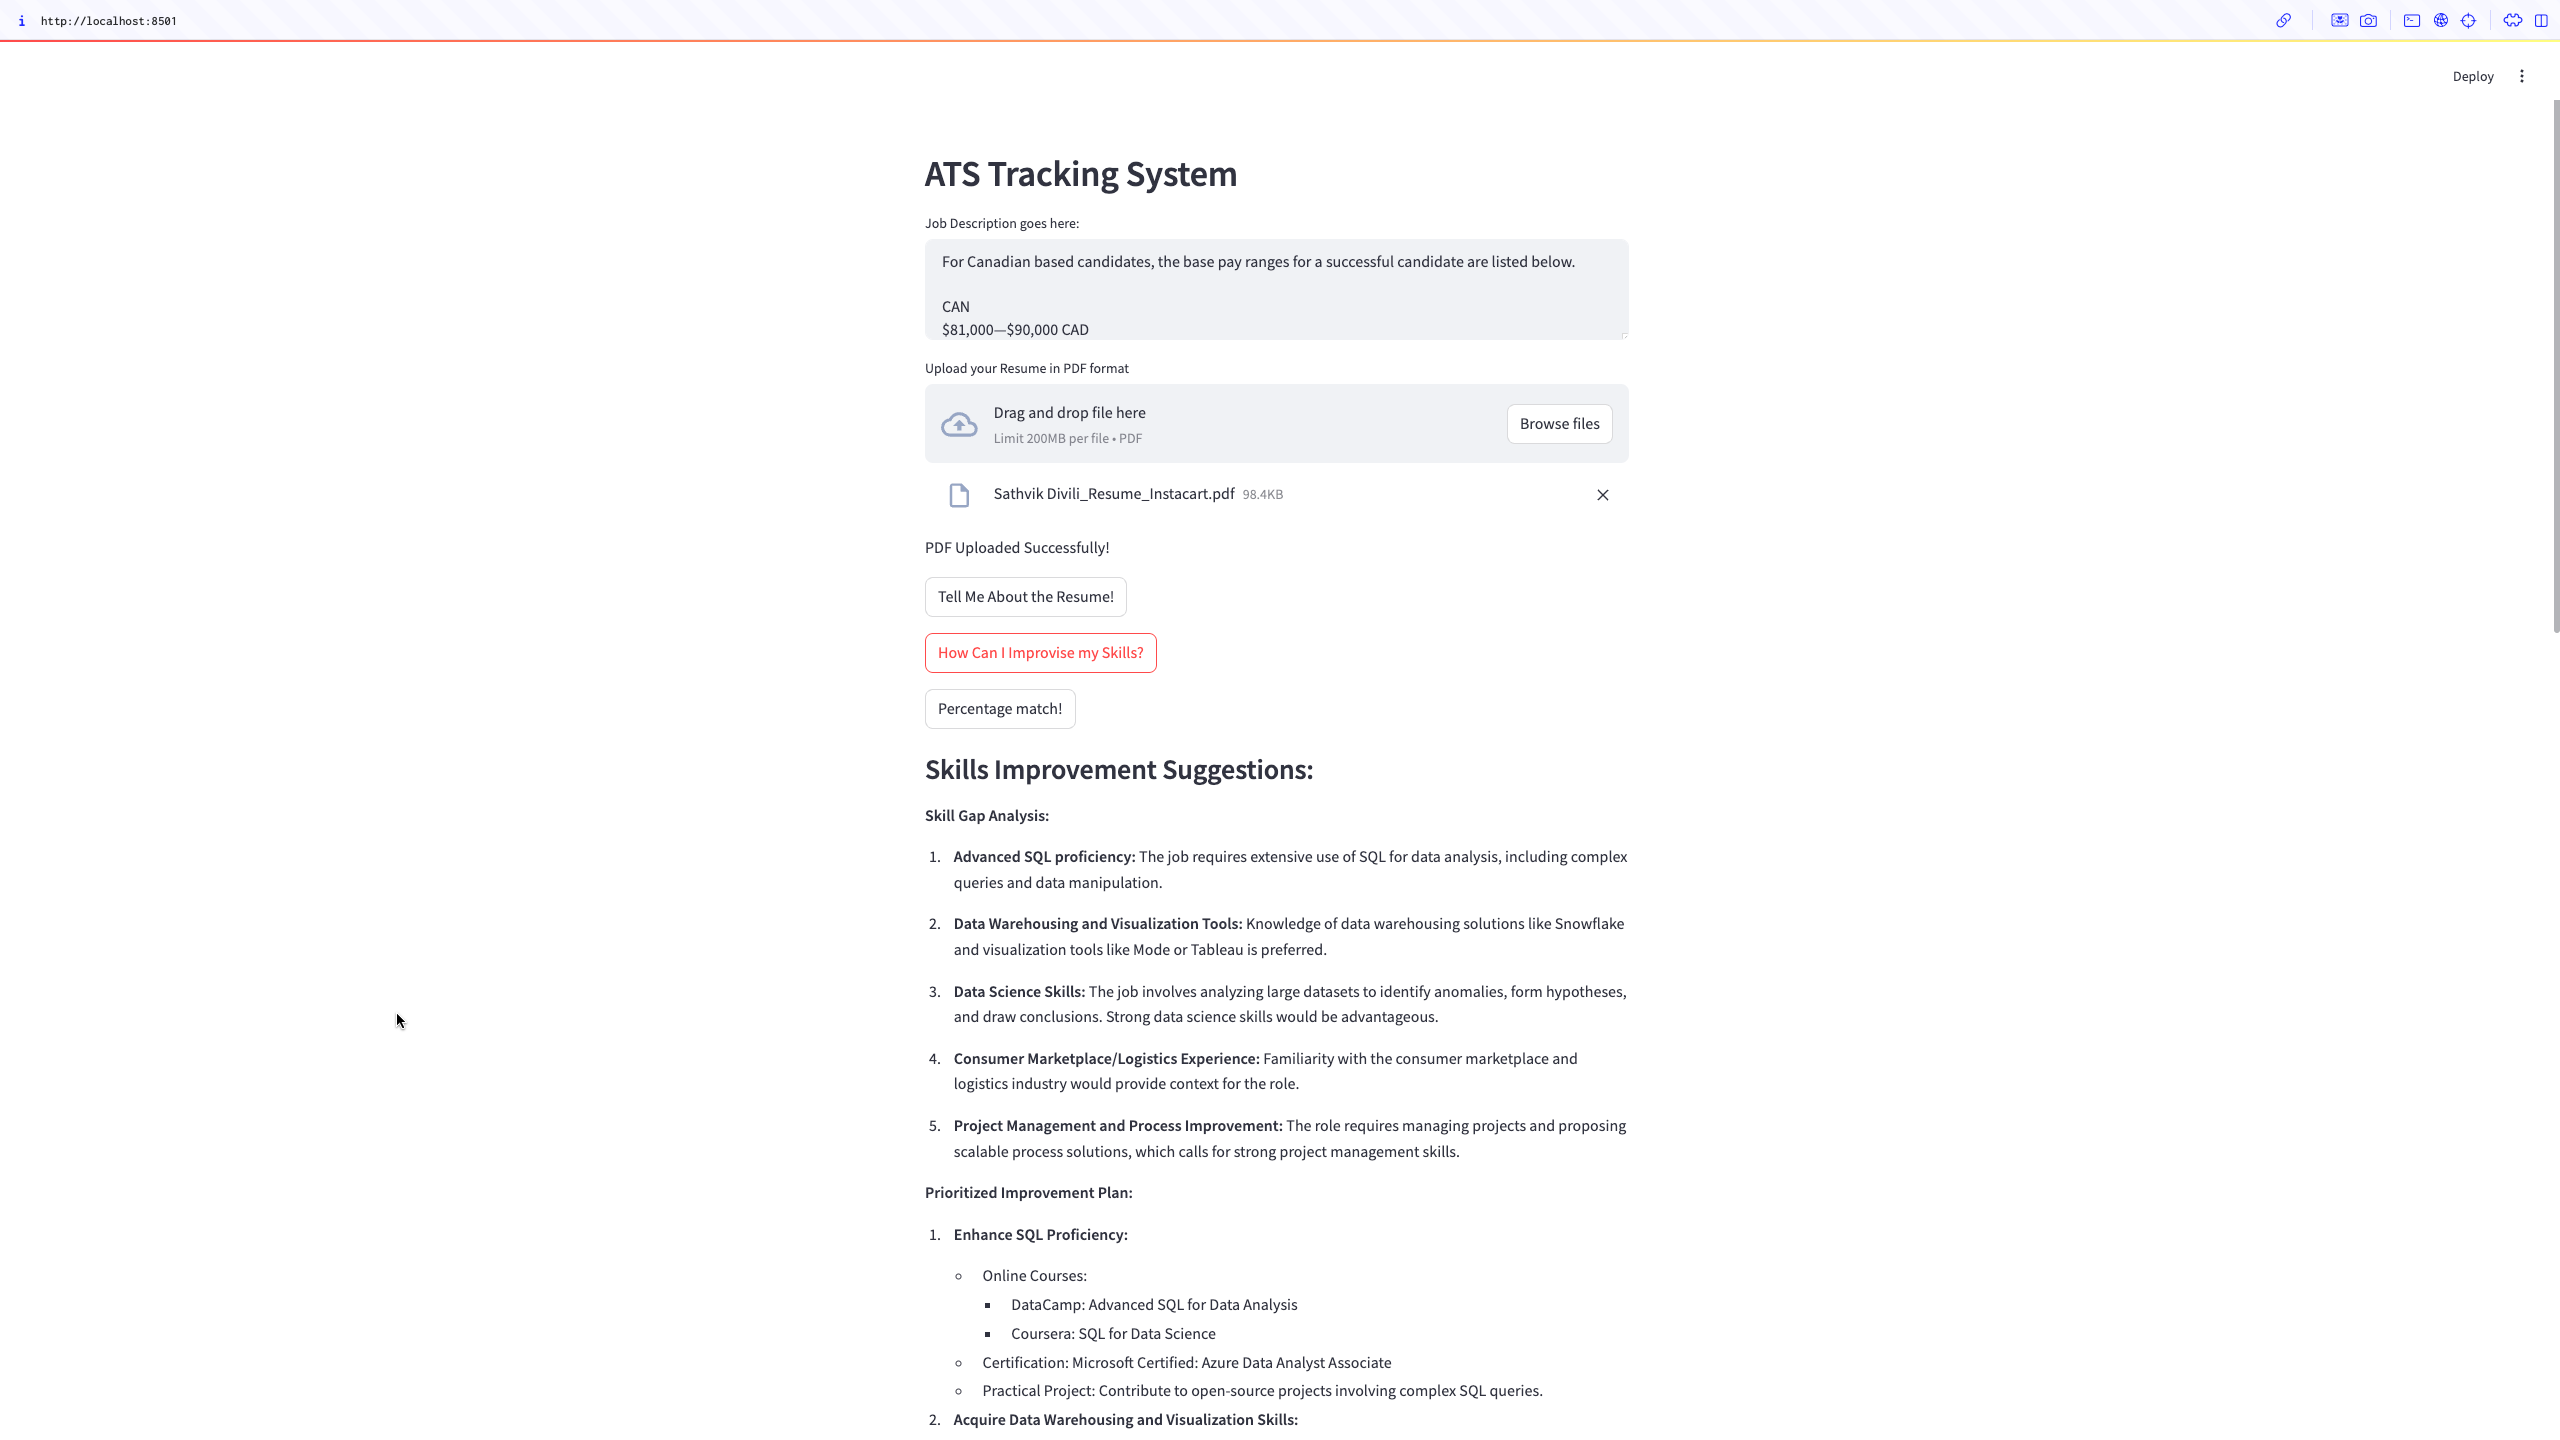 i http://localhost:8501
Deploy
ATS Tracking System
Job Description goes here:
For Canadian based candidates, the base pay ranges for a successful candidate are listed below.
CAN
$81,000—$90,000 CAD
Upload your Resume in PDF format
Drag and drop file here
Limit 200MB per file • PDF
Browse files
Sathvik Divili_Resume_Instacart.pdf 98.4KB
PDF Uploaded Successfully!
Tell Me About the Resume!
How Can I Improvise my Skills?
Percentage match!
Skills Improvement Suggestions:
Skill Gap Analysis:
1. Advanced SQL proficiency: The job requires extensive use of SQL for data analysis, including complex
queries and data manipulation.
2. Data Warehousing and Visualization Tools: Knowledge of data warehousing solutions like Snowflake
and visualization tools like Mode or Tableau is preferred.
3. Data Science Skills: The job involves analyzing large datasets to identify anomalies, form hypotheses,
and draw conclusions. Strong data science skills would be advantageous.
4. Consumer Marketplace/Logistics Experience: Familiarity with the consumer marketplace and
logistics industry would provide context for the role.
5. Project Management and Process Improvement: The role requires managing projects and proposing
scalable process solutions, which calls for strong project management skills.
Prioritized Improvement Plan:
1. Enhance SQL Proficiency:
Online Courses:
DataCamp: Advanced SQL for Data Analysis
Coursera: SQL for Data Science
Certification: Microsoft Certified: Azure Data Analyst Associate
Practical Project: Contribute to open-source projects involving complex SQL queries.
2. Acquire Data Warehousing and Visualization Skills: